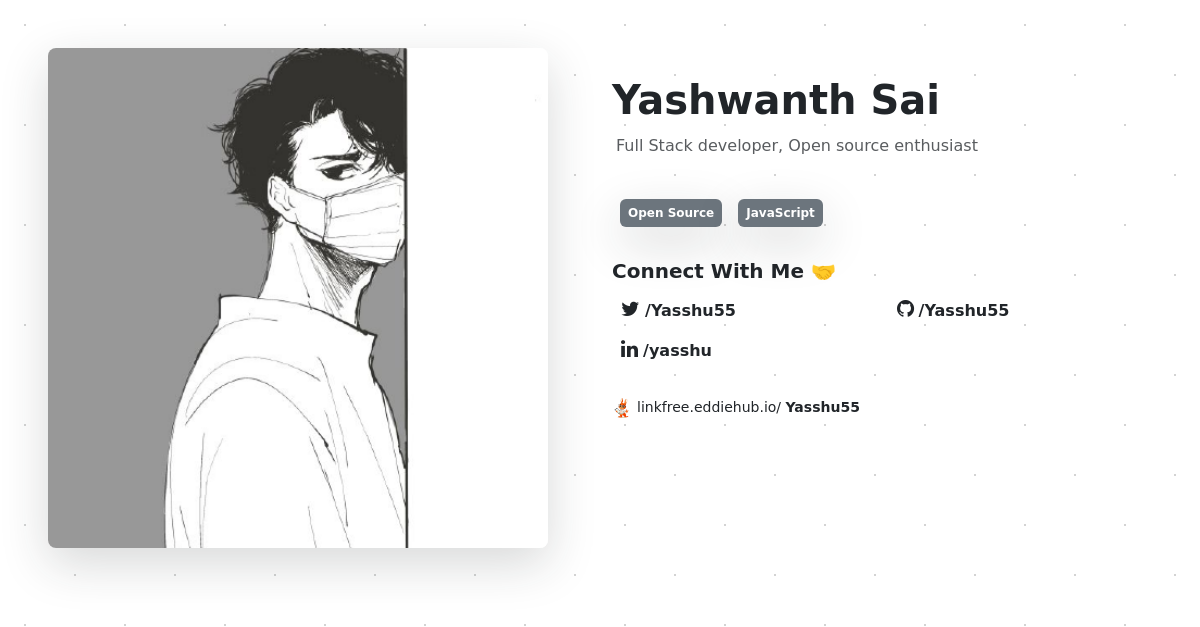 Yashwanth Sai
Full Stack developer, Open source enthusiast
Open Source JavaScript
Connect With Me 🤝
/Yasshu55 /Yasshu55
/yasshu
linkfree.eddiehub.io/ Yasshu55